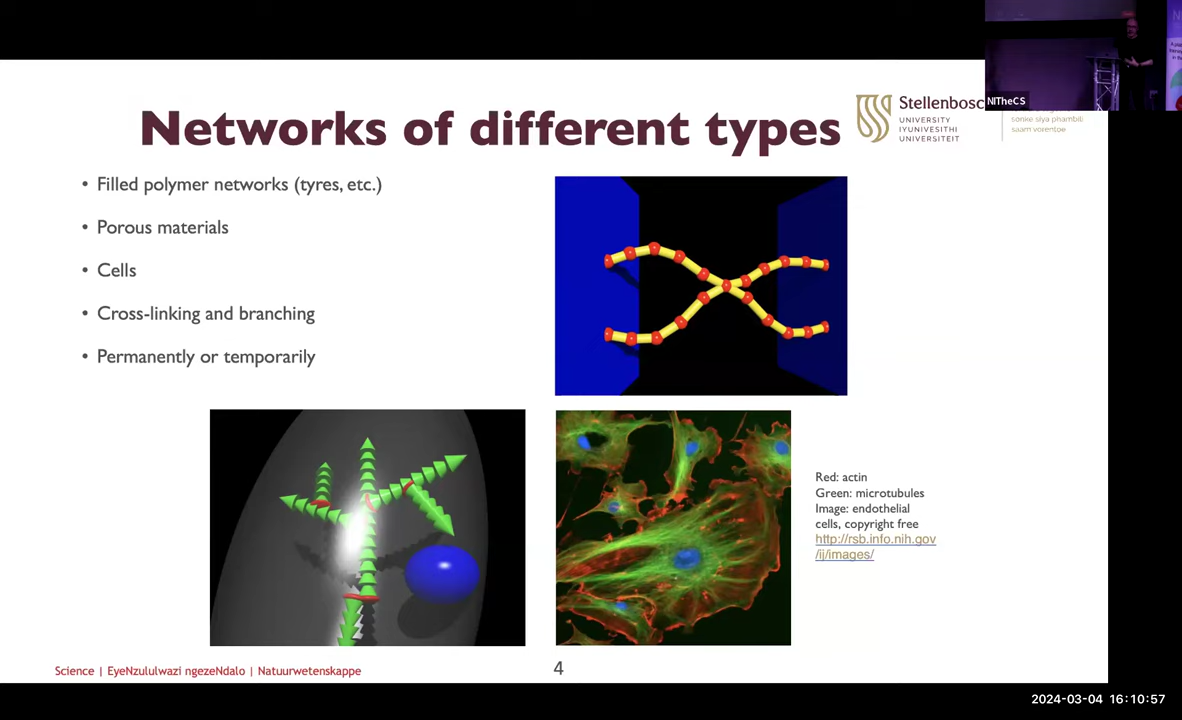 NITheCS
Networks of different types
Stellenbosc
UNIVERSITY
IYUNIVESITHI
UNIVERSITEIT
sonke siya phambili
saam vorentoe
• Filled polymer networks (tyres, etc.)
• Porous materials
• Cells
• Cross-linking and branching
• Permanently or temporarily
Red: actin
Green: microtubules
Image: endothelial
cells, copyright free
http://rsb.info.nih.gov
/ij/images/
Science | EyeNzululwazi ngezeNdalo | Natuurwetenskappe
4
2024-03-04 16:10:57